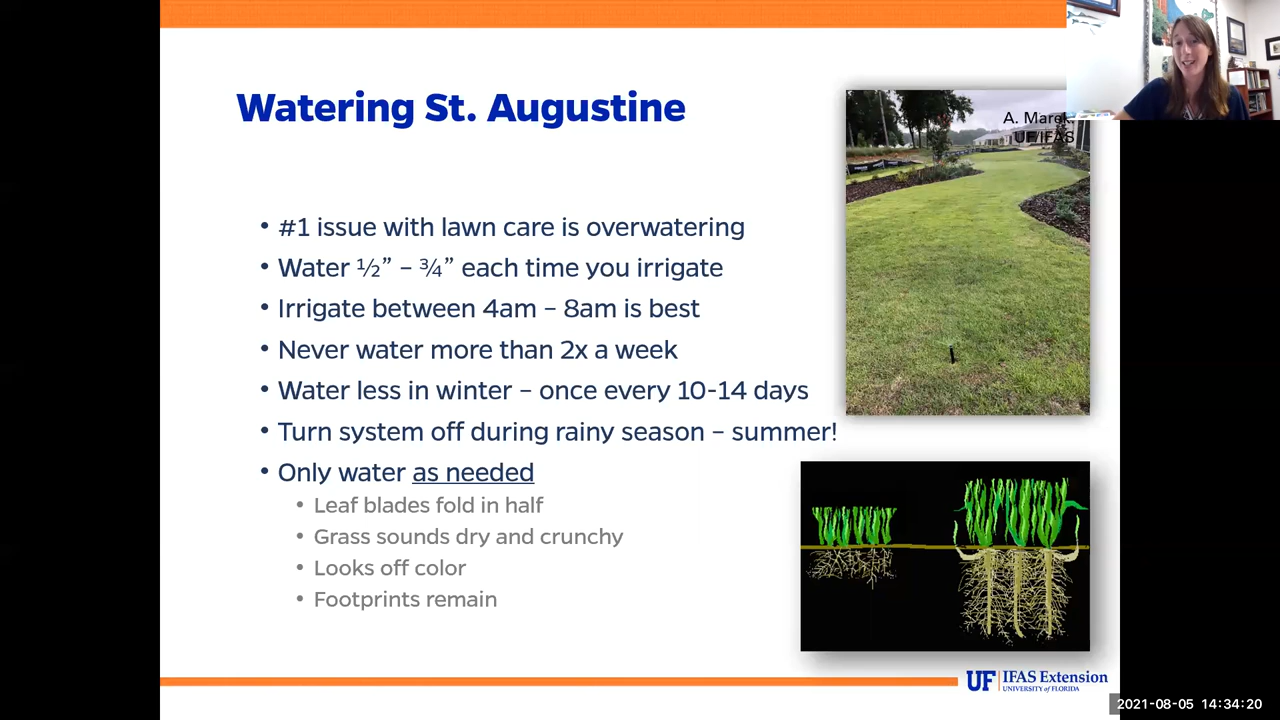 Watering St. Augustine
A. Marek
UF/IFAS
• #1 issue with lawn care is overwatering
• Water ½” – ¾” each time you irrigate
• Irrigate between 4am – 8am is best
• Never water more than 2x a week
• Water less in winter – once every 10-14 days
• Turn system off during rainy season – summer!
• Only water as needed
• Leaf blades fold in half
• Grass sounds dry and crunchy
• Looks off color
• Footprints remain
UF IFAS Extension
UNIVERSITY of FLORIDA
2021-08-05 14:34:20